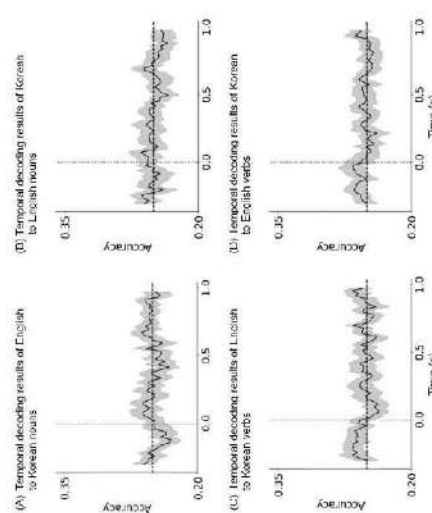 (A) Temporal decoding results of English
to Korean nouns
0.35
Accuracy
0.20
0.0
0.5
1.0
(B) Temporal decoding results of Korean
to English nouns
0.35
Accuracy
0.20
0.0
0.5
1.0
(C) Temporal decoding results of English
to Korean verbs
0.35
Accuracy
0.20
0.0
0.5
1.0
(D) Temporal decoding results of Korean
to English verbs
0.35
Accuracy
0.20
0.0
0.5
1.0